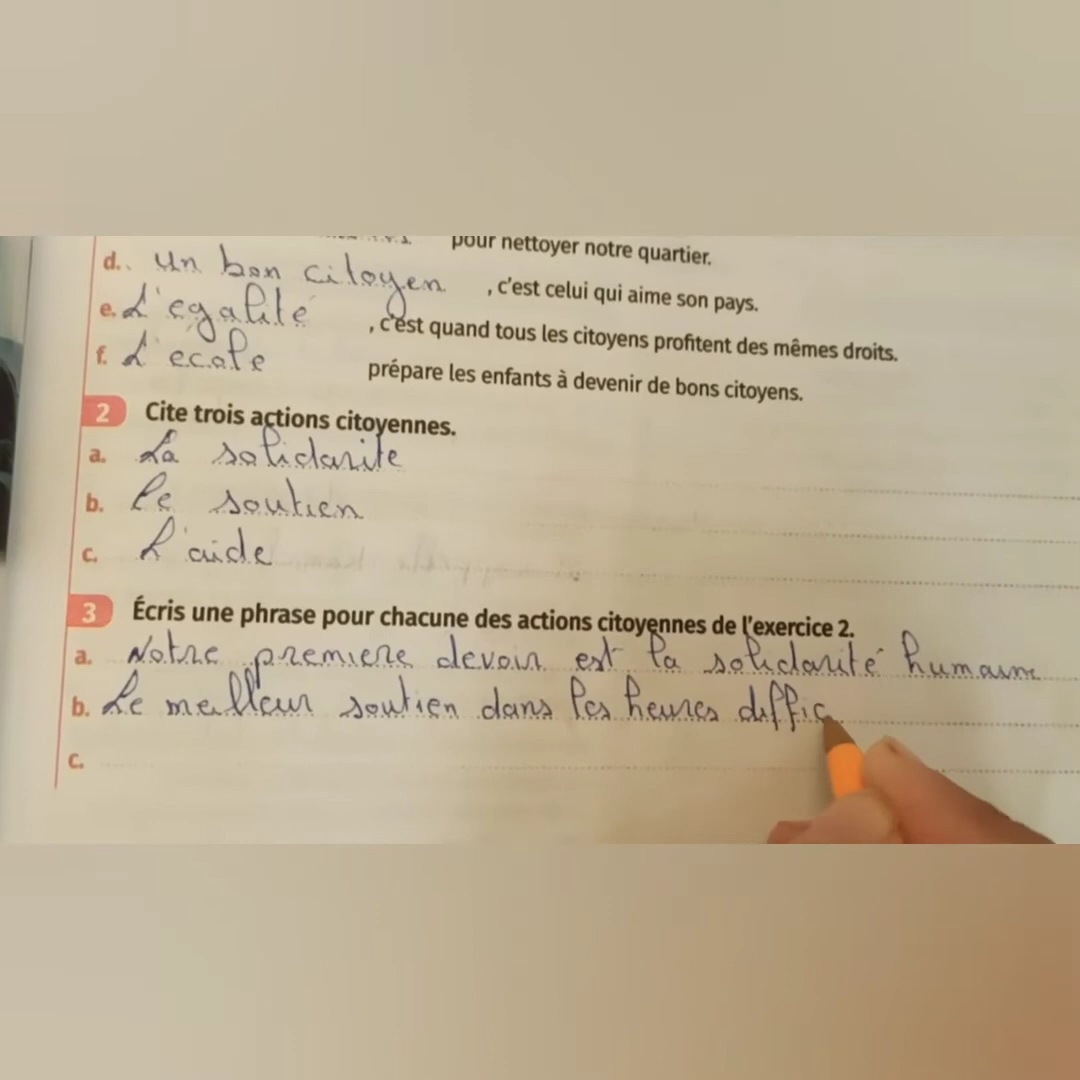 pour nettoyer notre quartier.
d. un bon citoyen , c'est celui qui aime son pays.
e. L'egalité , c'est quand tous les citoyens profitent des mêmes droits.
f. L'ecole prépare les enfants à devenir de bons citoyens.
2 Cite trois actions citoyennes.
a. La solidarite
b. le soutien
c. L'aide
3 Écris une phrase pour chacune des actions citoyennes de l'exercice 2.
a. Notre premiere devoir est la solidarité humaine
b. Le meilleur soutien dans les heures diffic
c.